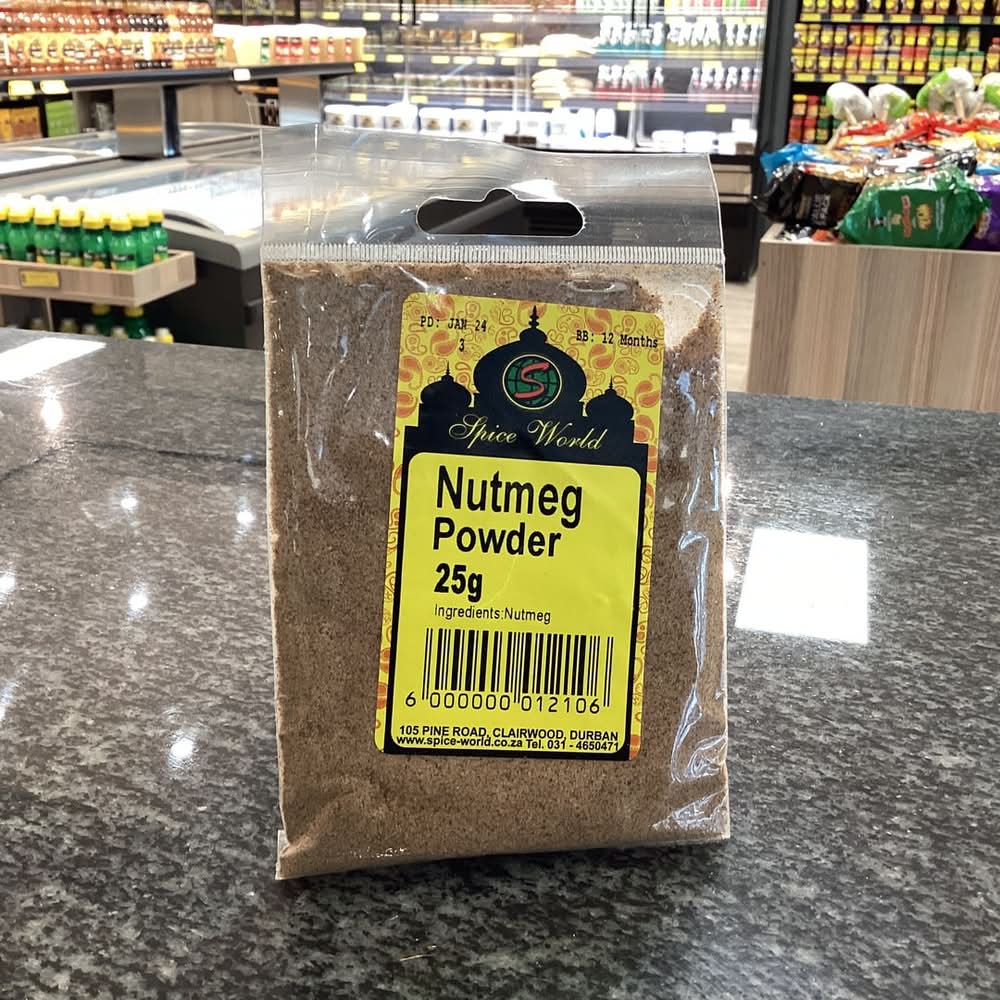 PD: JAN 24
3
BB: 12 Months
S
Spice World
Nutmeg
Powder
25g
Ingredients:Nutmeg
6 000000 012106
105 PINE ROAD, CLAIRWOOD, DURBAN
www.spice-world.co.za Tel. 031 - 4650471